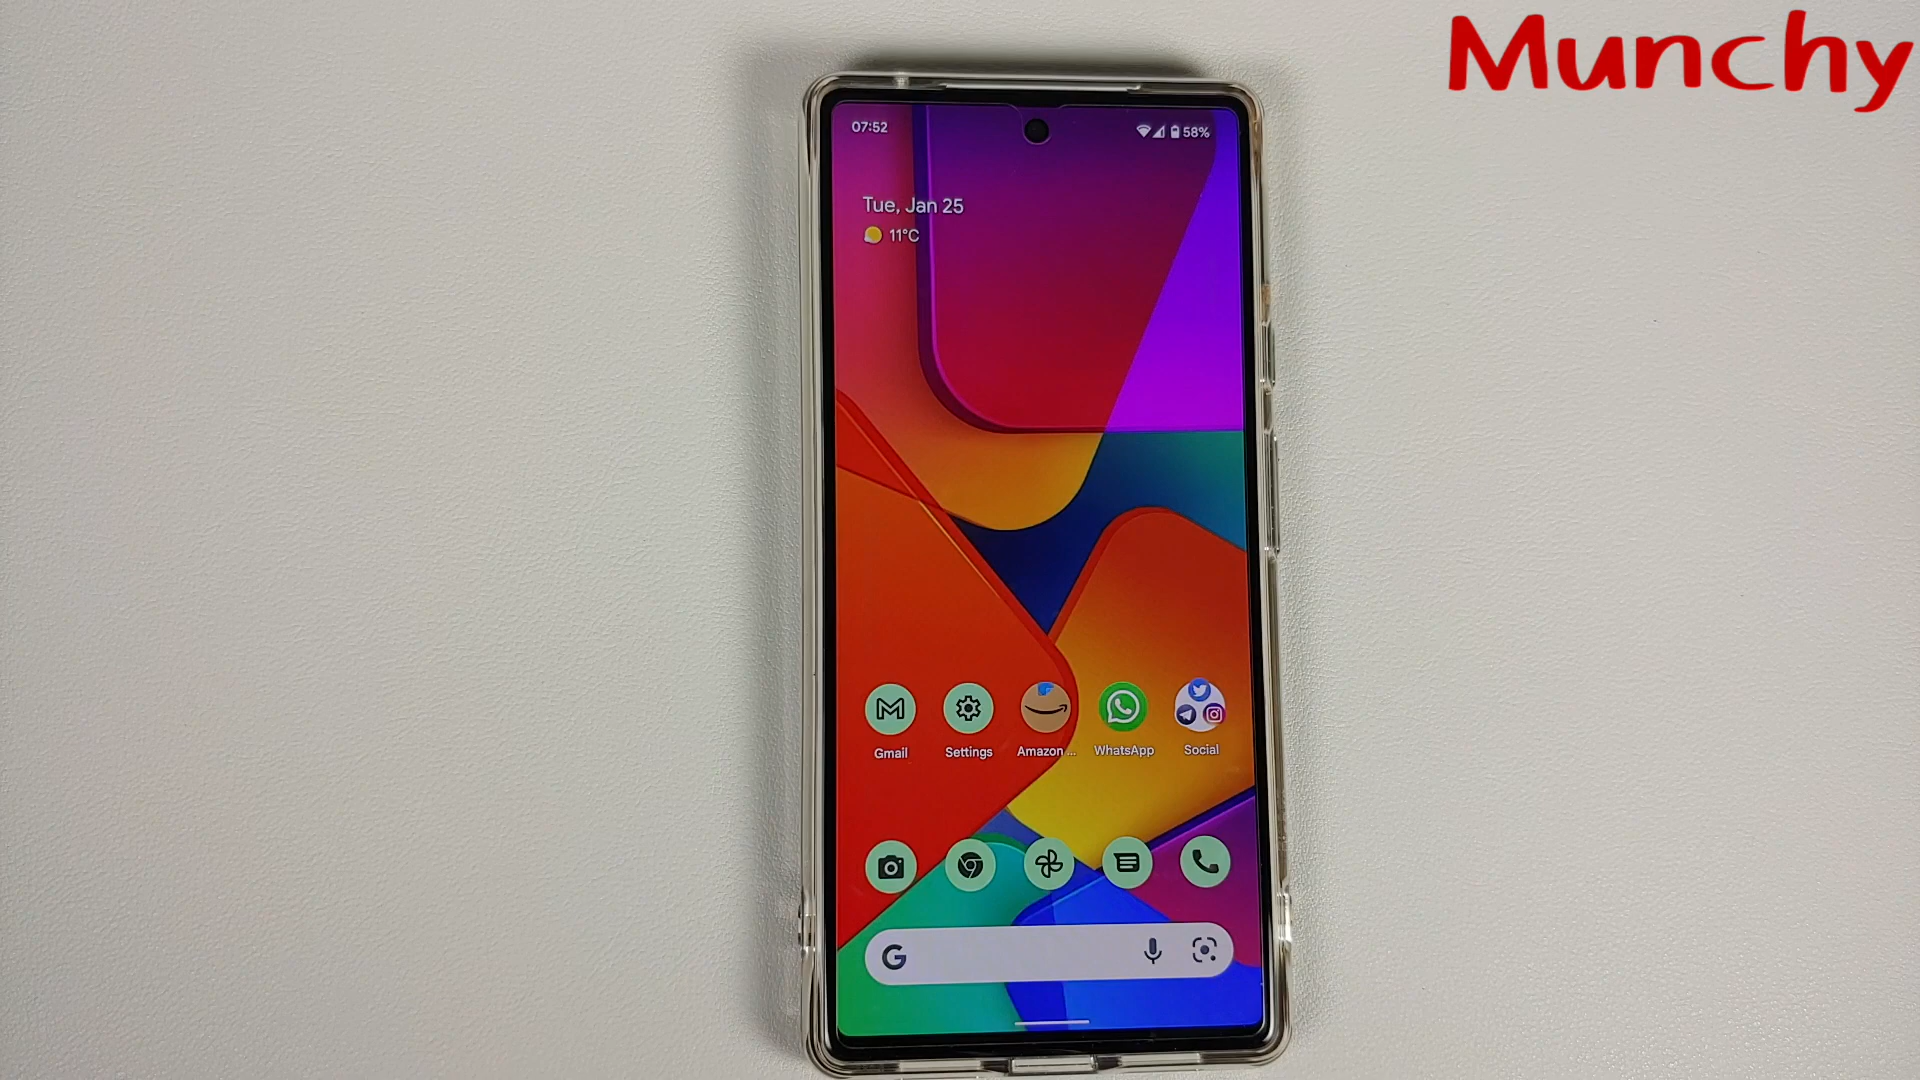 Munchy
07:52
58%
Tue, Jan 25
11°C
Gmail
Settings
Amazon ...
WhatsApp
Social
G